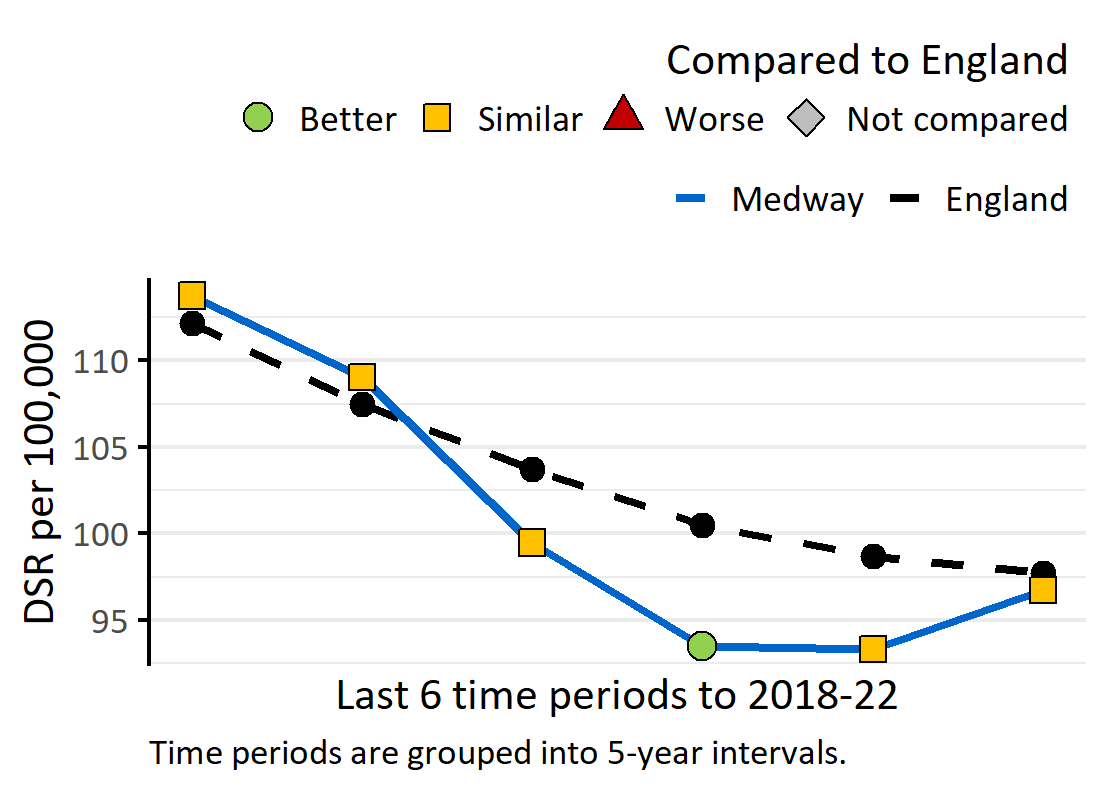 Compared to England
Better Similar Worse Not compared
Medway England
DSR per 100,000
110
105
100
95
Last 6 time periods to 2018-22
Time periods are grouped into 5-year intervals.